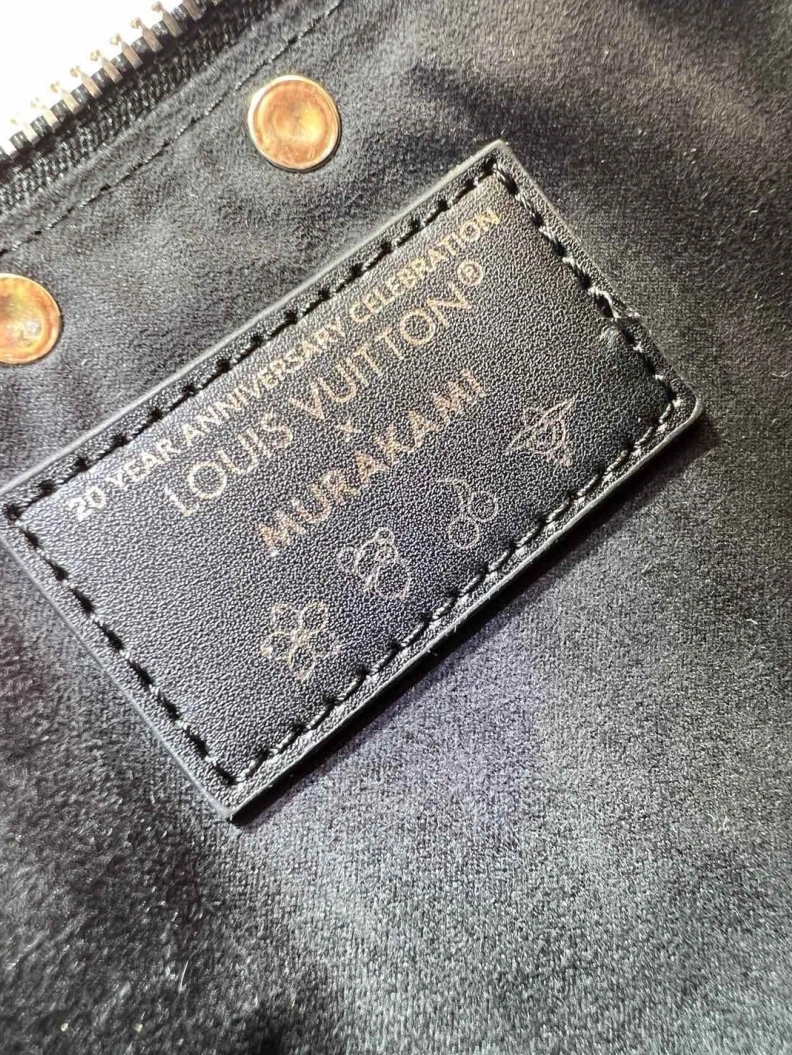 20 YEAR ANNIVERSARY CELEBRATION
LOUIS VUITTON®
x
MURAKAMI